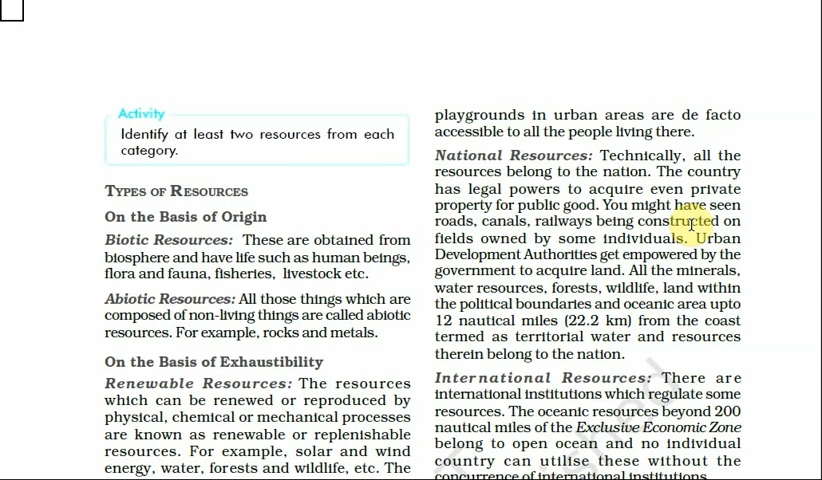 Activity
Identify at least two resources from each
category.
TYPES OF RESOURCES
On the Basis of Origin
Biotic Resources: These are obtained from
biosphere and have life such as human beings,
flora and fauna, fisheries, livestock etc.
Abiotic Resources: All those things which are
composed of non-living things are called abiotic
resources. For example, rocks and metals.
On the Basis of Exhaustibility
Renewable Resources: The resources
which can be renewed or reproduced by
physical, chemical or mechanical processes
are known as renewable or replenishable
resources. For example, solar and wind
energy, water, forests and wildlife, etc. The
playgrounds in urban areas are de facto
accessible to all the people living there.
National Resources: Technically, all the
resources belong to the nation. The country
has legal powers to acquire even private
property for public good. You might have seen
roads, canals, railways being constructed on
fields owned by some individuals. Urban
Development Authorities get empowered by the
government to acquire land. All the minerals,
water resources, forests, wildlife, land within
the political boundaries and oceanic area upto
12 nautical miles (22.2 km) from the coast
termed as territorial water and resources
therein belong to the nation.
International Resources: There are
international institutions which regulate some
resources. The oceanic resources beyond 200
nautical miles of the Exclusive Economic Zone
belong to open ocean and no individual
country can utilise these without the
concurrence of international institutions.